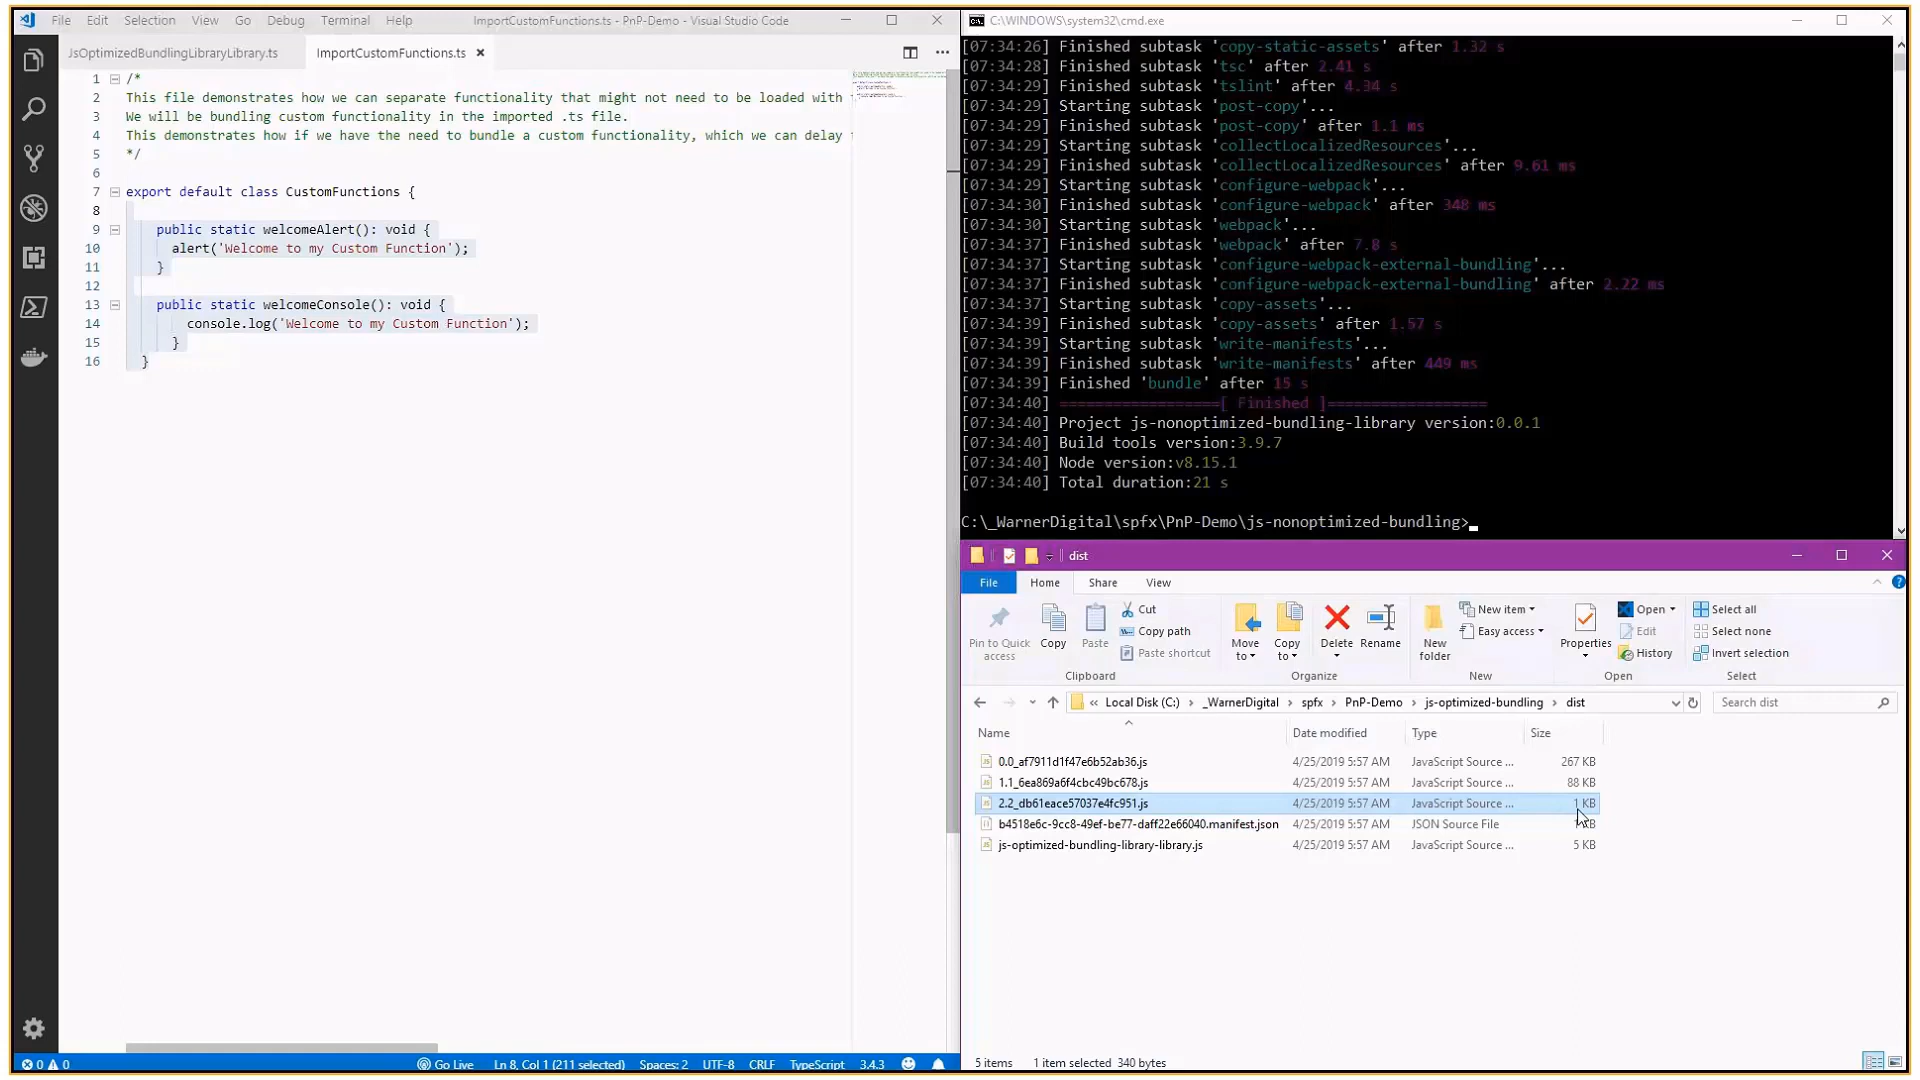 File Edit Selection View Go Debug Terminal Help ImportCustomFunctions.ts - PnP-Demo - Visual Studio Code
JsOptimizedBundlingLibraryLibrary.ts ImportCustomFunctions.ts
1 /*
2 This file demonstrates how we can separate functionality that might not need to be loaded with
3 We will be bundling custom functionality in the imported .ts file.
4 This demonstrates how if we have the need to bundle a custom functionality, which we can delay
5 */
6
7 export default class CustomFunctions {
8
9 public static welcomeAlert(): void {
10 alert('Welcome to my Custom Function');
11 }
12
13 public static welcomeConsole(): void {
14 console.log('Welcome to my Custom Function');
15 }
16 }
0 0 Go Live Ln 8, Col 1 (211 selected) Spaces: 2 UTF-8 CRLF TypeScript 3.4.3
C:\WINDOWS\system32\cmd.exe
[07:34:26] Finished subtask 'copy-static-assets' after 1.32 s
[07:34:28] Finished subtask 'tsc' after 2.41 s
[07:34:29] Finished subtask 'tslint' after 4.34 s
[07:34:29] Starting subtask 'post-copy'...
[07:34:29] Finished subtask 'post-copy' after 1.1 ms
[07:34:29] Starting subtask 'collectLocalizedResources'...
[07:34:29] Finished subtask 'collectLocalizedResources' after 9.61 ms
[07:34:29] Starting subtask 'configure-webpack'...
[07:34:30] Finished subtask 'configure-webpack' after 348 ms
[07:34:30] Starting subtask 'webpack'...
[07:34:37] Finished subtask 'webpack' after 7.8 s
[07:34:37] Starting subtask 'configure-webpack-external-bundling'...
[07:34:37] Finished subtask 'configure-webpack-external-bundling' after 2.22 ms
[07:34:37] Starting subtask 'copy-assets'...
[07:34:39] Finished subtask 'copy-assets' after 1.57 s
[07:34:39] Starting subtask 'write-manifests'...
[07:34:39] Finished subtask 'write-manifests' after 449 ms
[07:34:39] Finished 'bundle' after 15 s
[07:34:40] ==================[ Finished ]==================
[07:34:40] Project js-nonoptimized-bundling-library version:0.0.1
[07:34:40] Build tools version:3.9.7
[07:34:40] Node version:v8.15.1
[07:34:40] Total duration:21 s
C:\_WarnerDigital\spfx\PnP-Demo\js-nonoptimized-bundling>
dist
File Home Share View
Pin to Quick access Copy Paste Cut Copy path Paste shortcut Move to Copy to Delete Rename New folder New item Easy access Properties Open Edit History Select all Select none Invert selection
Clipboard Organize New Open Select
« Local Disk (C:) › _WarnerDigital › spfx › PnP-Demo › js-optimized-bundling › dist Search dist
Name Date modified Type Size
0.0_af7911d1f47e6b52ab36.js 4/25/2019 5:57 AM JavaScript Source ... 267 KB
1.1_6ea869a6f4cbc49bc678.js 4/25/2019 5:57 AM JavaScript Source ... 88 KB
2.2_db61eace57037e4fc951.js 4/25/2019 5:57 AM JavaScript Source ... 1 KB
b4518e6c-9cc8-49ef-be77-daff22e66040.manifest.json 4/25/2019 5:57 AM JSON Source File KB
js-optimized-bundling-library-library.js 4/25/2019 5:57 AM JavaScript Source ... 5 KB
5 items 1 item selected 340 bytes